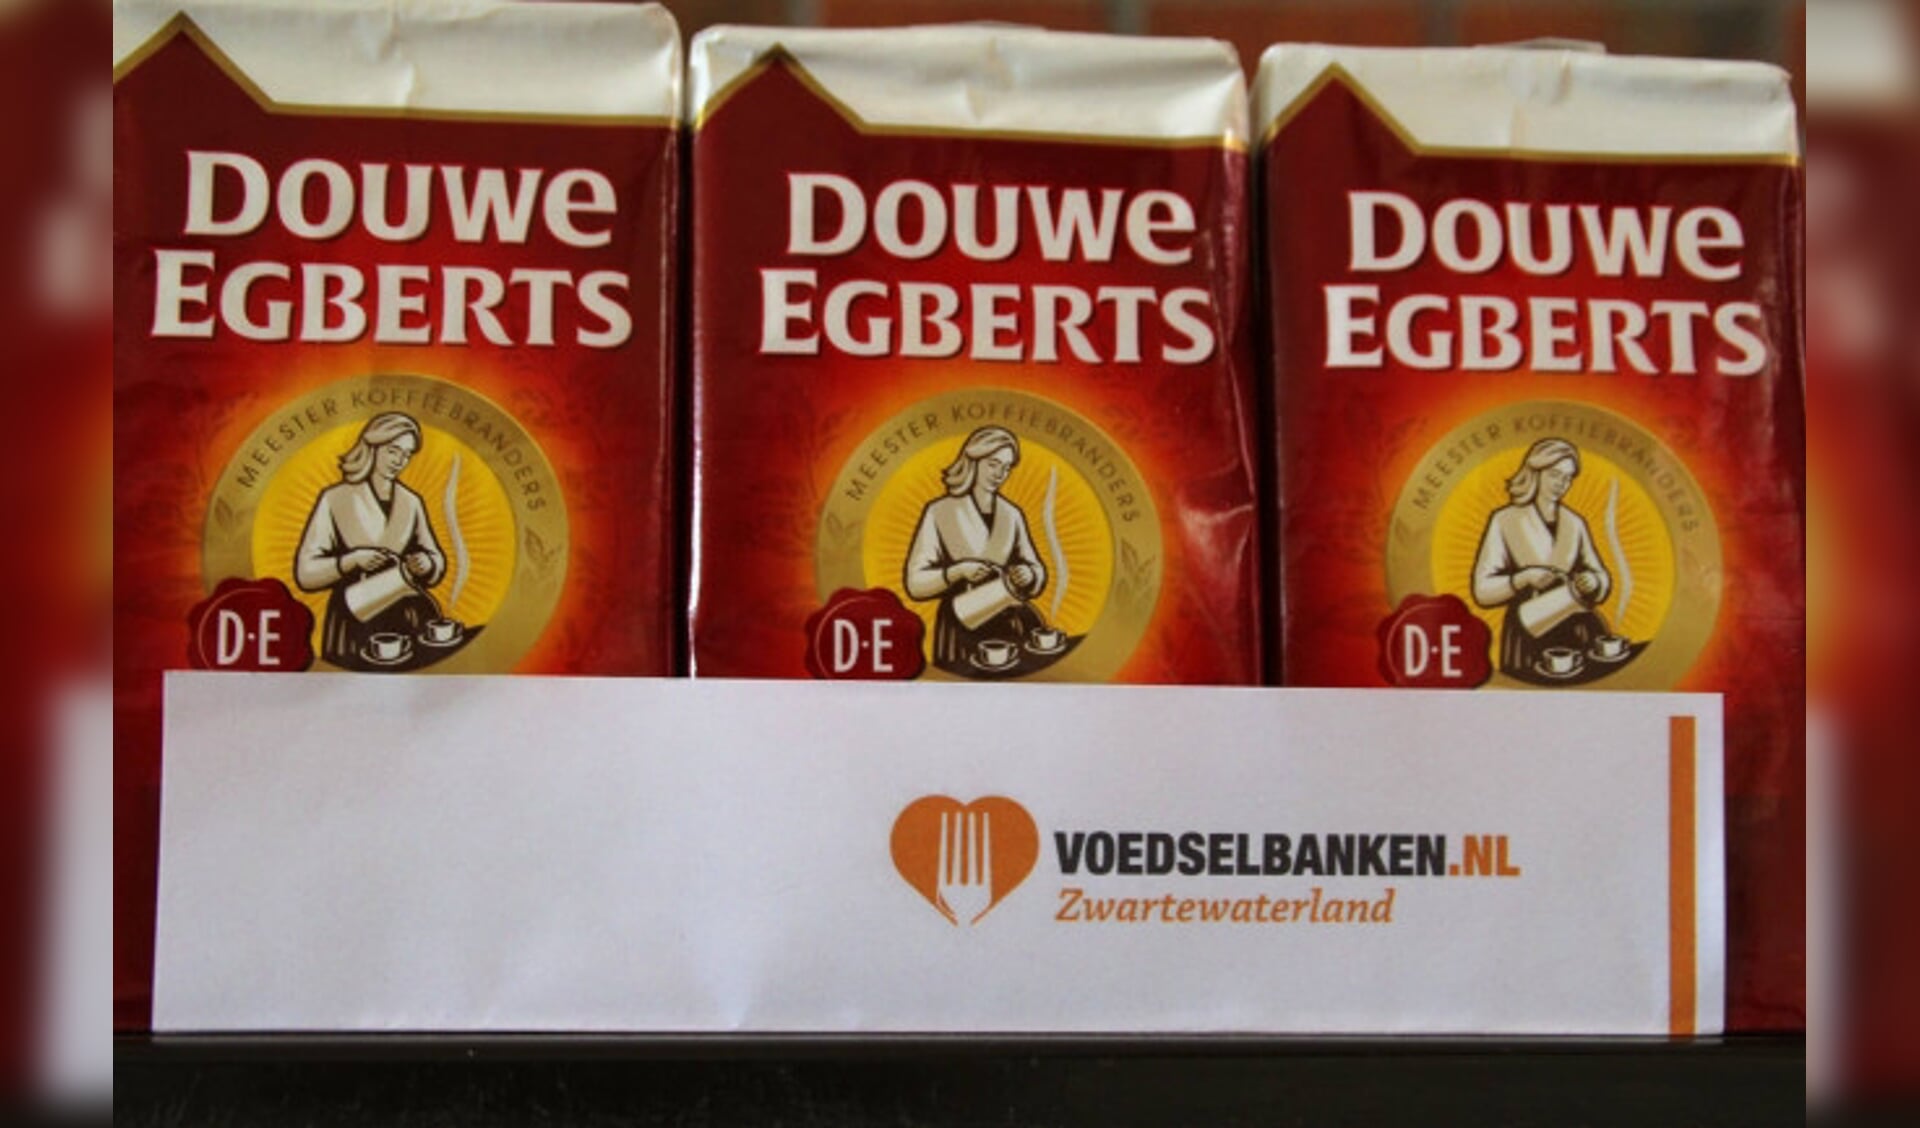 DOUWE
EGBERTS
MEESTER KOFFIEBRANDERS
D·E
DOUWE
EGBERTS
MEESTER KOFFIEBRANDERS
D·E
DOUWE
EGBERTS
MEESTER KOFFIEBRANDERS
D·E
VOEDSELBANKEN.NL
Zwartewaterland